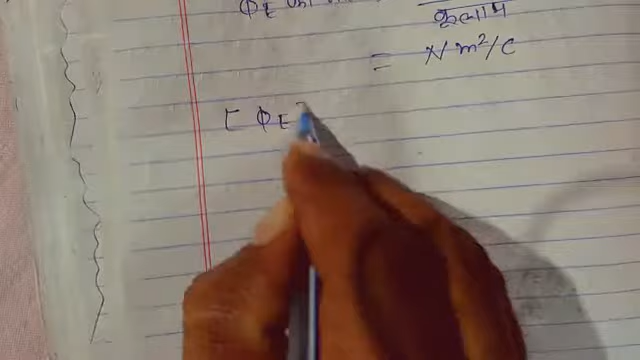 ΦE का
कूलाम
= N m²/C
[ ΦE ]